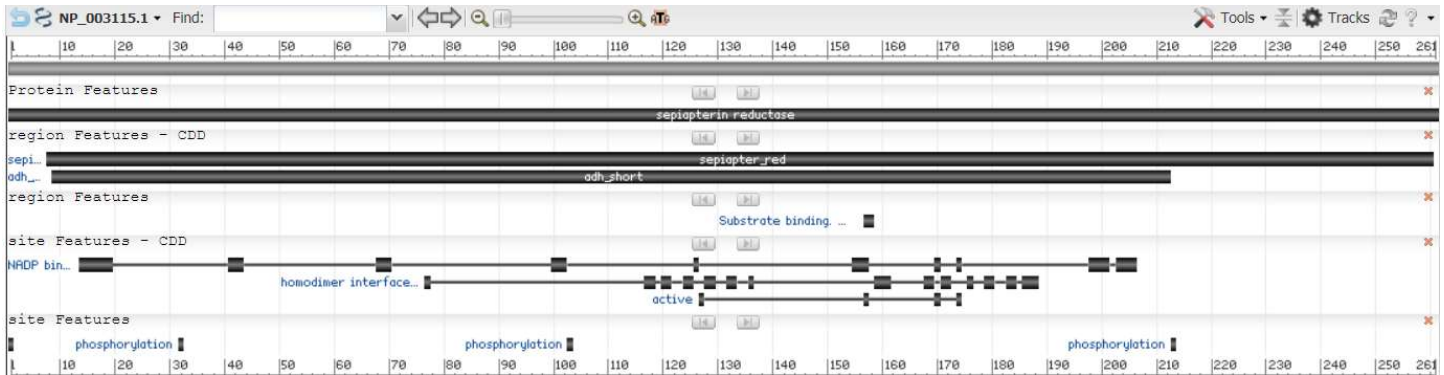 NP_003115.1 Find: ATG Tools Tracks ?
1 10 20 30 40 50 60 70 80 90 100 110 120 130 140 150 160 170 180 190 200 210 220 230 240 250 261
Protein Features
sepiapterin reductase
region Features - CDD
sepi... sepiapter_red
adh_... adh_short
region Features
Substrate binding. ...
site Features - CDD
NADP bin...
homodimer interface...
active
site Features
phosphorylation phosphorylation phosphorylation
1 10 20 30 40 50 60 70 80 90 100 110 120 130 140 150 160 170 180 190 200 210 220 230 240 250 261